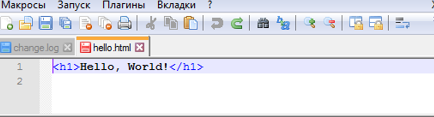 Макросы Запуск Плагины Вкладки ?
change.log hello.html
1 <h1>Hello, World!</h1>
2